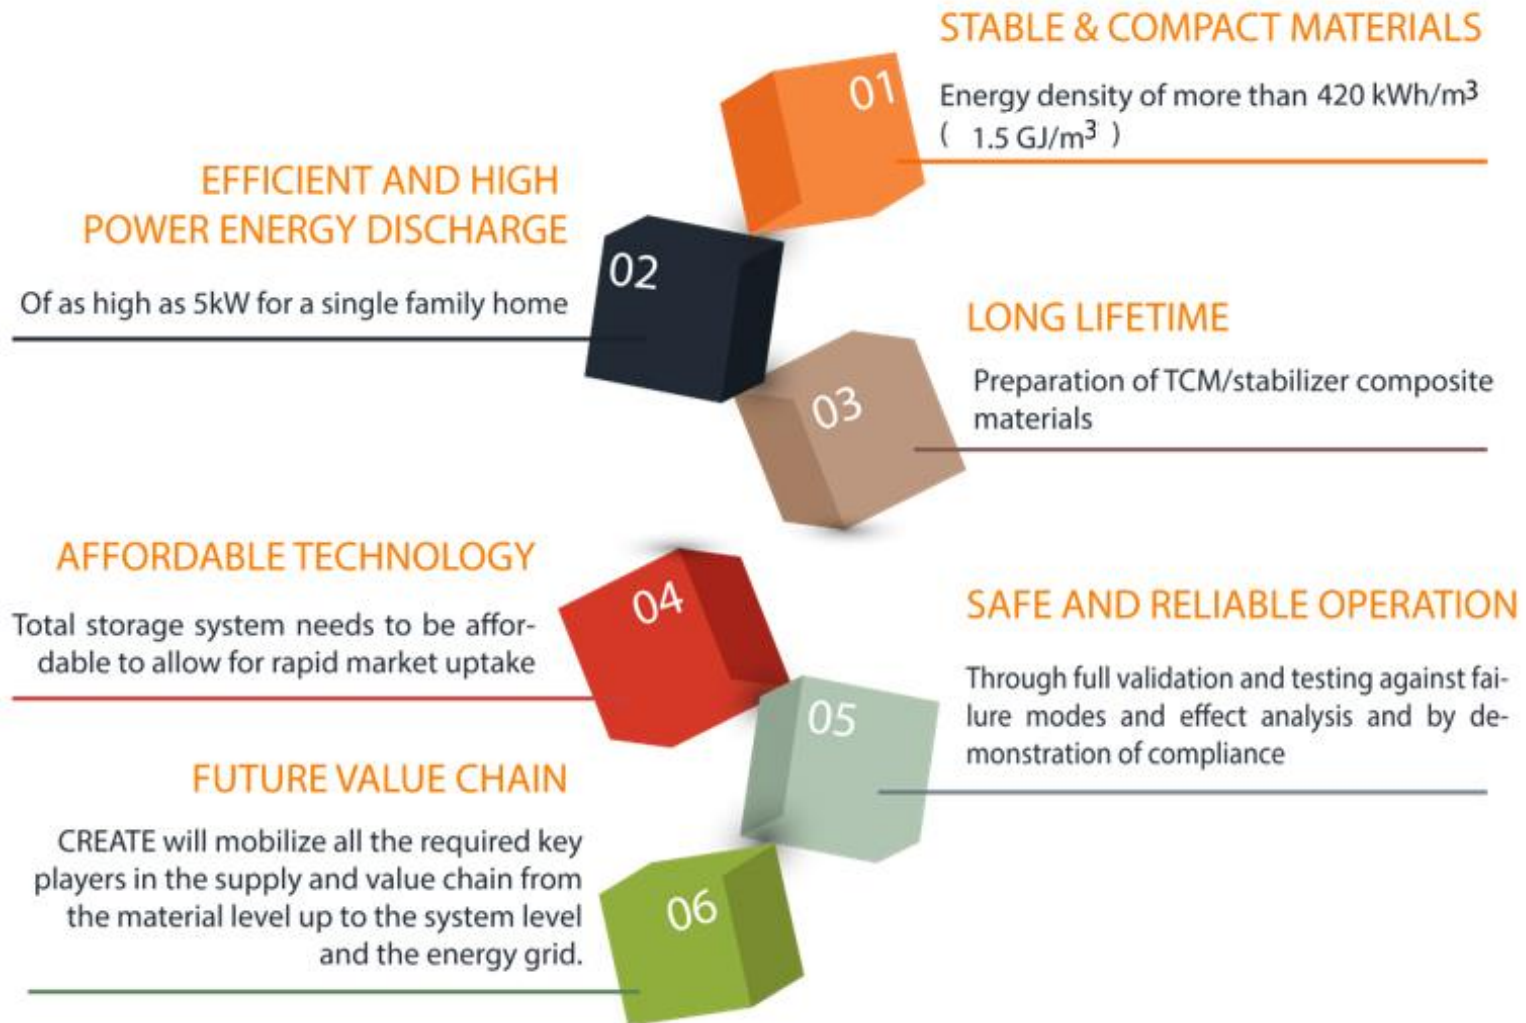 01
STABLE & COMPACT MATERIALS
Energy density of more than 420 kWh/m³
( 1.5 GJ/m³ )
02
EFFICIENT AND HIGH
POWER ENERGY DISCHARGE
Of as high as 5kW for a single family home
03
LONG LIFETIME
Preparation of TCM/stabilizer composite
materials
04
AFFORDABLE TECHNOLOGY
Total storage system needs to be affor-
dable to allow for rapid market uptake
05
SAFE AND RELIABLE OPERATION
Through full validation and testing against fai-
lure modes and effect analysis and by de-
monstration of compliance
06
FUTURE VALUE CHAIN
CREATE will mobilize all the required key
players in the supply and value chain from
the material level up to the system level
and the energy grid.